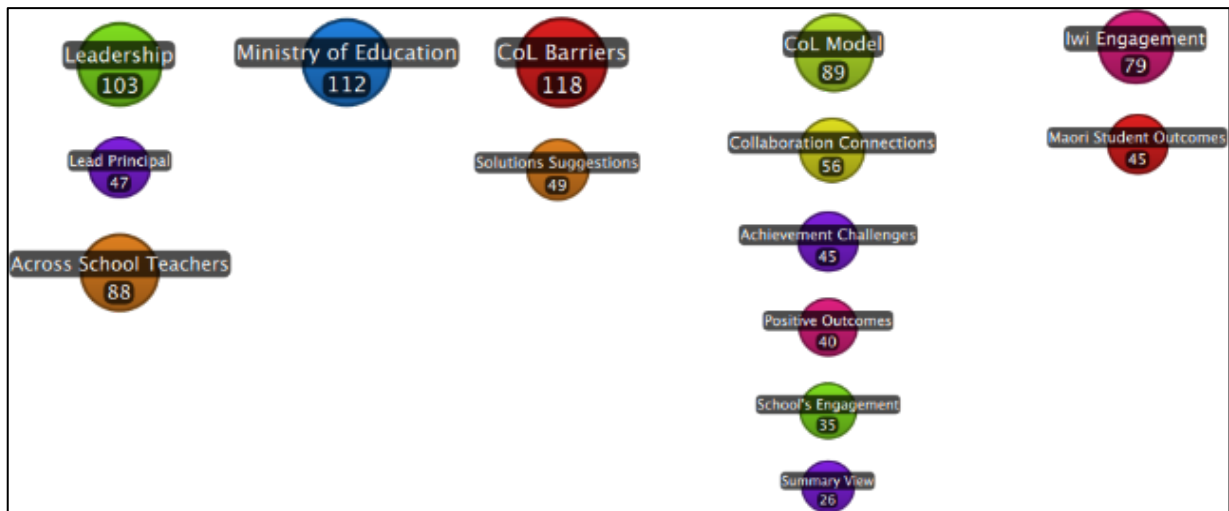 Leadership
103
Lead Principal
47
Across School Teachers
88
Ministry of Education
112
CoL Barriers
118
Solutions Suggestions
49
CoL Model
89
Collaboration Connections
56
Achievement Challenges
45
Positive Outcomes
40
School's Engagement
35
Summary View
26
Iwi Engagement
79
Maori Student Outcomes
45